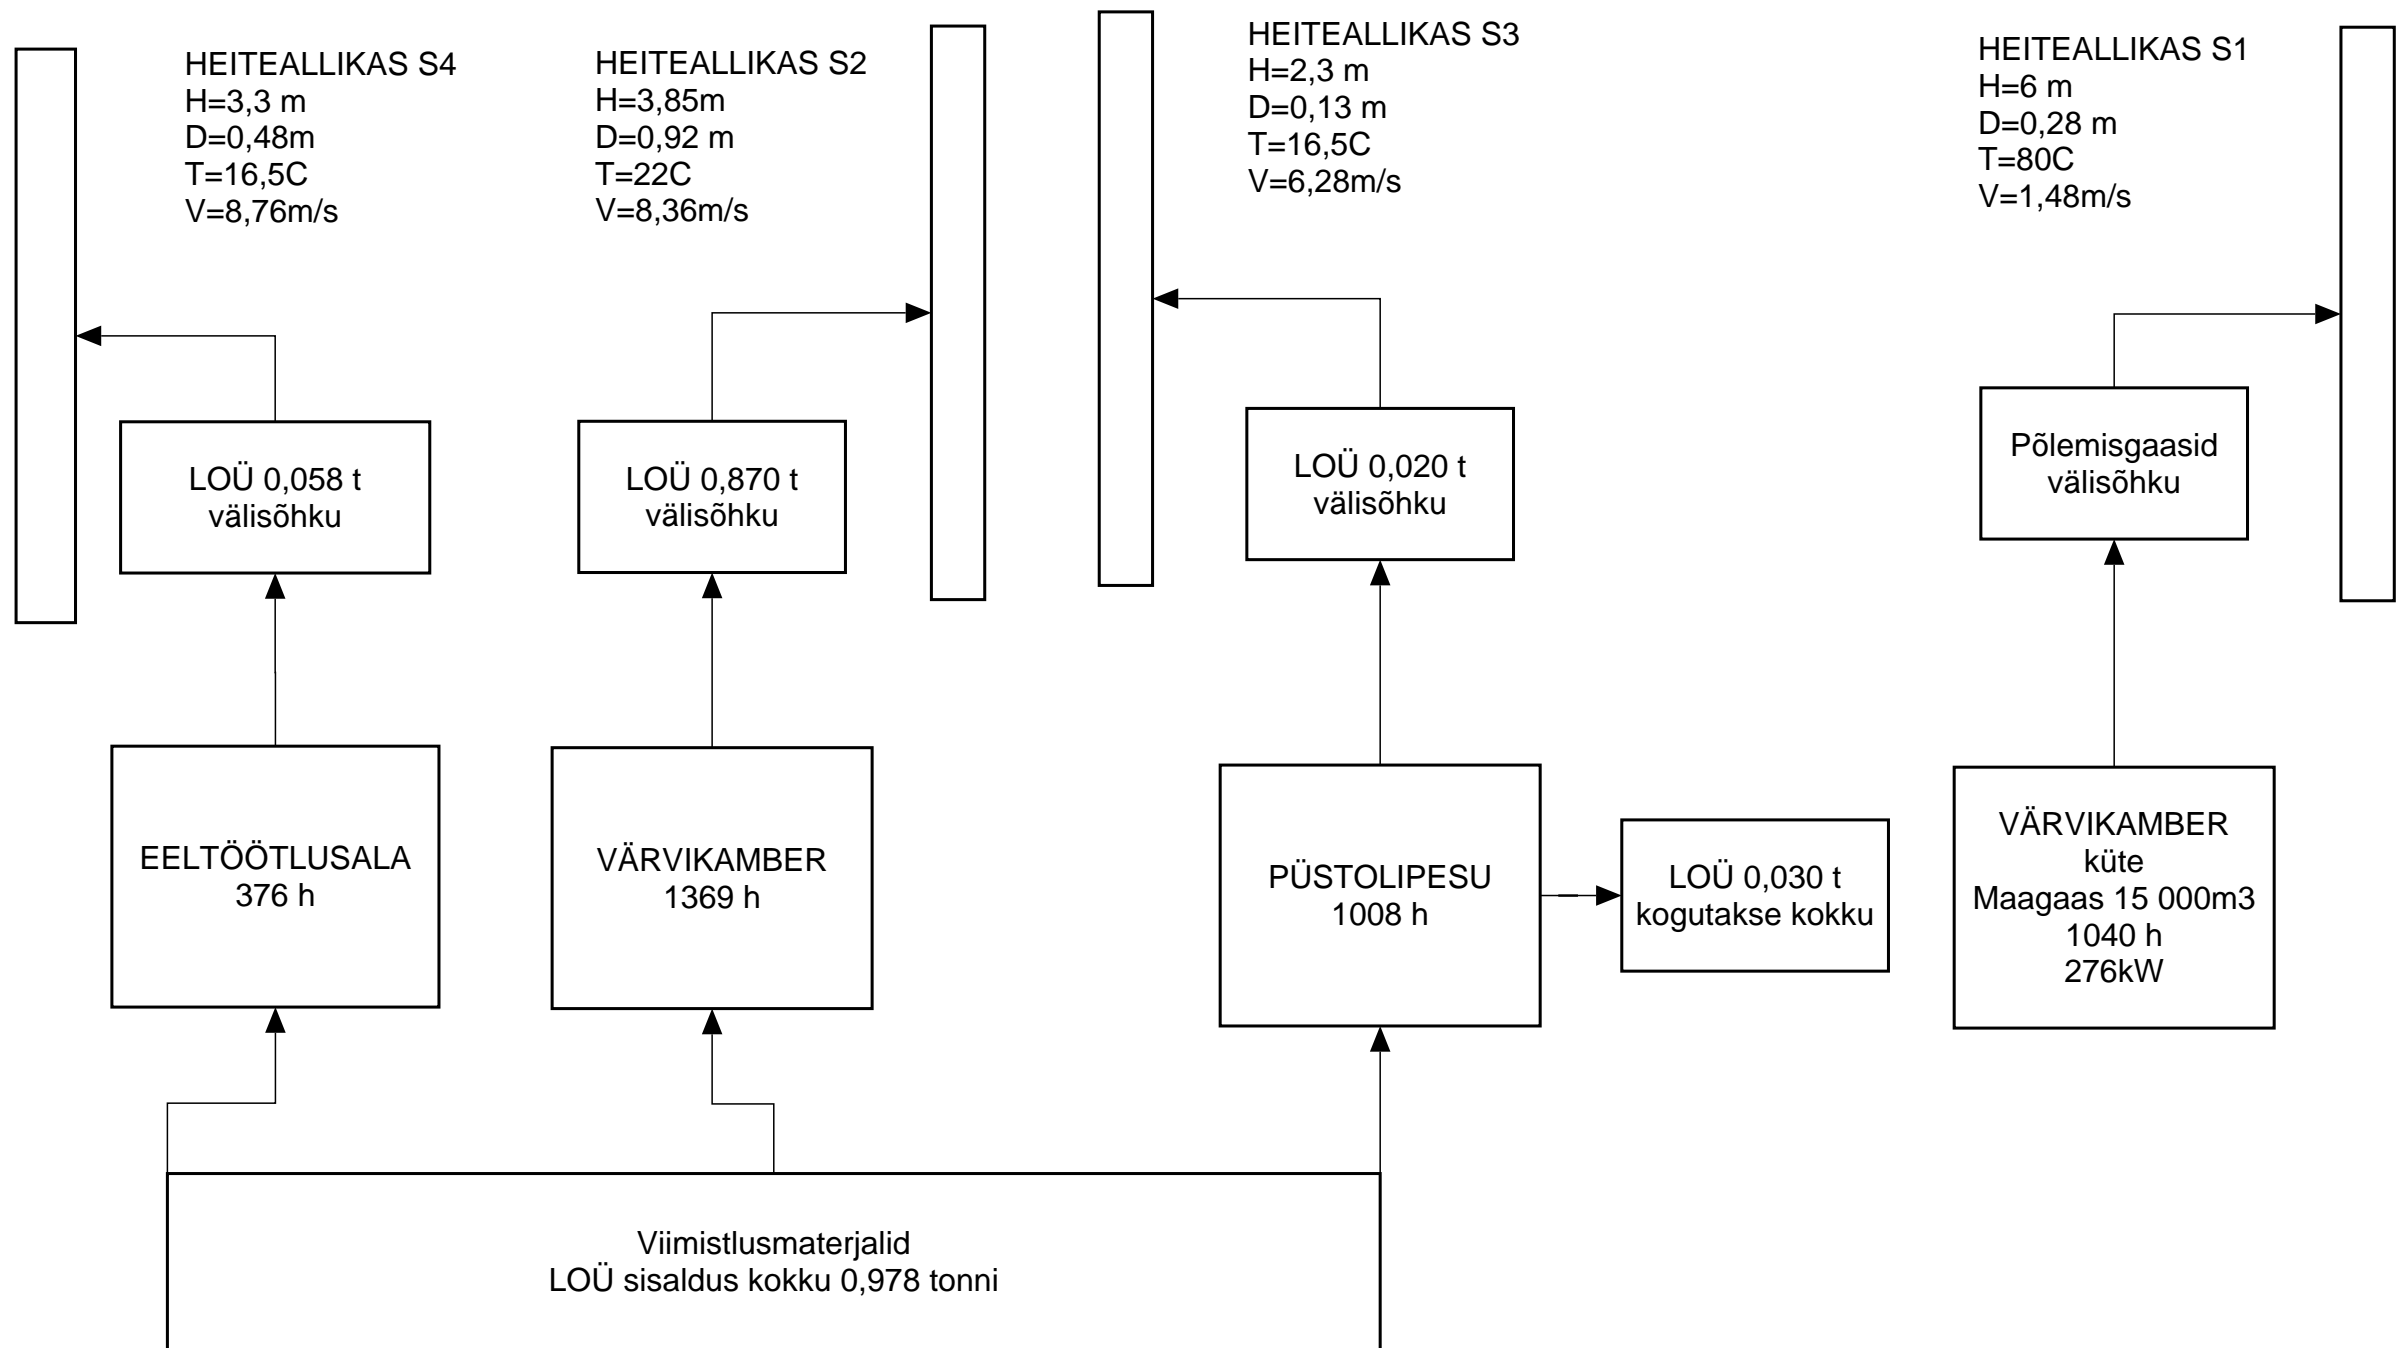 HEITEALLIKAS S4
H=3,3 m
D=0,48m
T=16,5C
V=8,76m/s
HEITEALLIKAS S2
H=3,85m
D=0,92 m
T=22C
V=8,36m/s
HEITEALLIKAS S3
H=2,3 m
D=0,13 m
T=16,5C
V=6,28m/s
HEITEALLIKAS S1
H=6 m
D=0,28 m
T=80C
V=1,48m/s
LOÜ 0,058 t
välisõhku
LOÜ 0,870 t
välisõhku
LOÜ 0,020 t
välisõhku
Põlemisgaasid
välisõhku
EELTÖÖTLUSALA
376 h
VÄRVIKAMBER
1369 h
PÜSTOLIPESU
1008 h
LOÜ 0,030 t
kogutakse kokku
VÄRVIKAMBER
küte
Maagaas 15 000m3
1040 h
276kW
Viimistlusmaterjalid
LOÜ sisaldus kokku 0,978 tonni